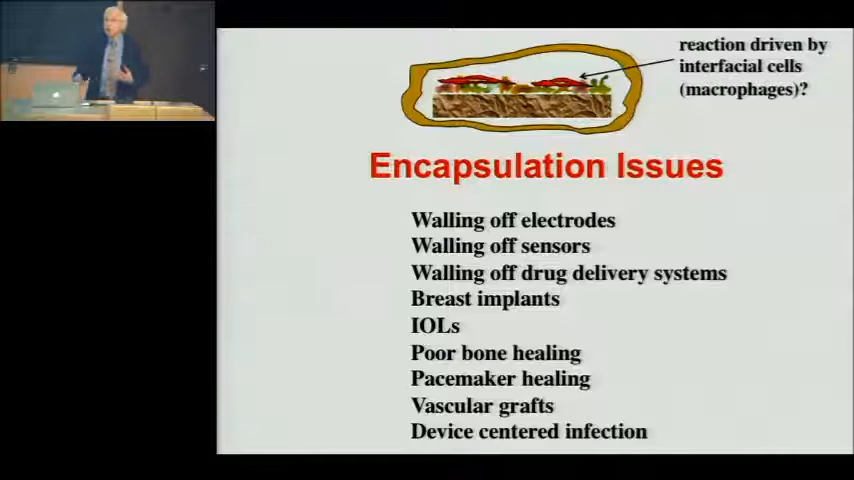 reaction driven by
interfacial cells
(macrophages)?
Encapsulation Issues
Walling off electrodes
Walling off sensors
Walling off drug delivery systems
Breast implants
IOLs
Poor bone healing
Pacemaker healing
Vascular grafts
Device centered infection